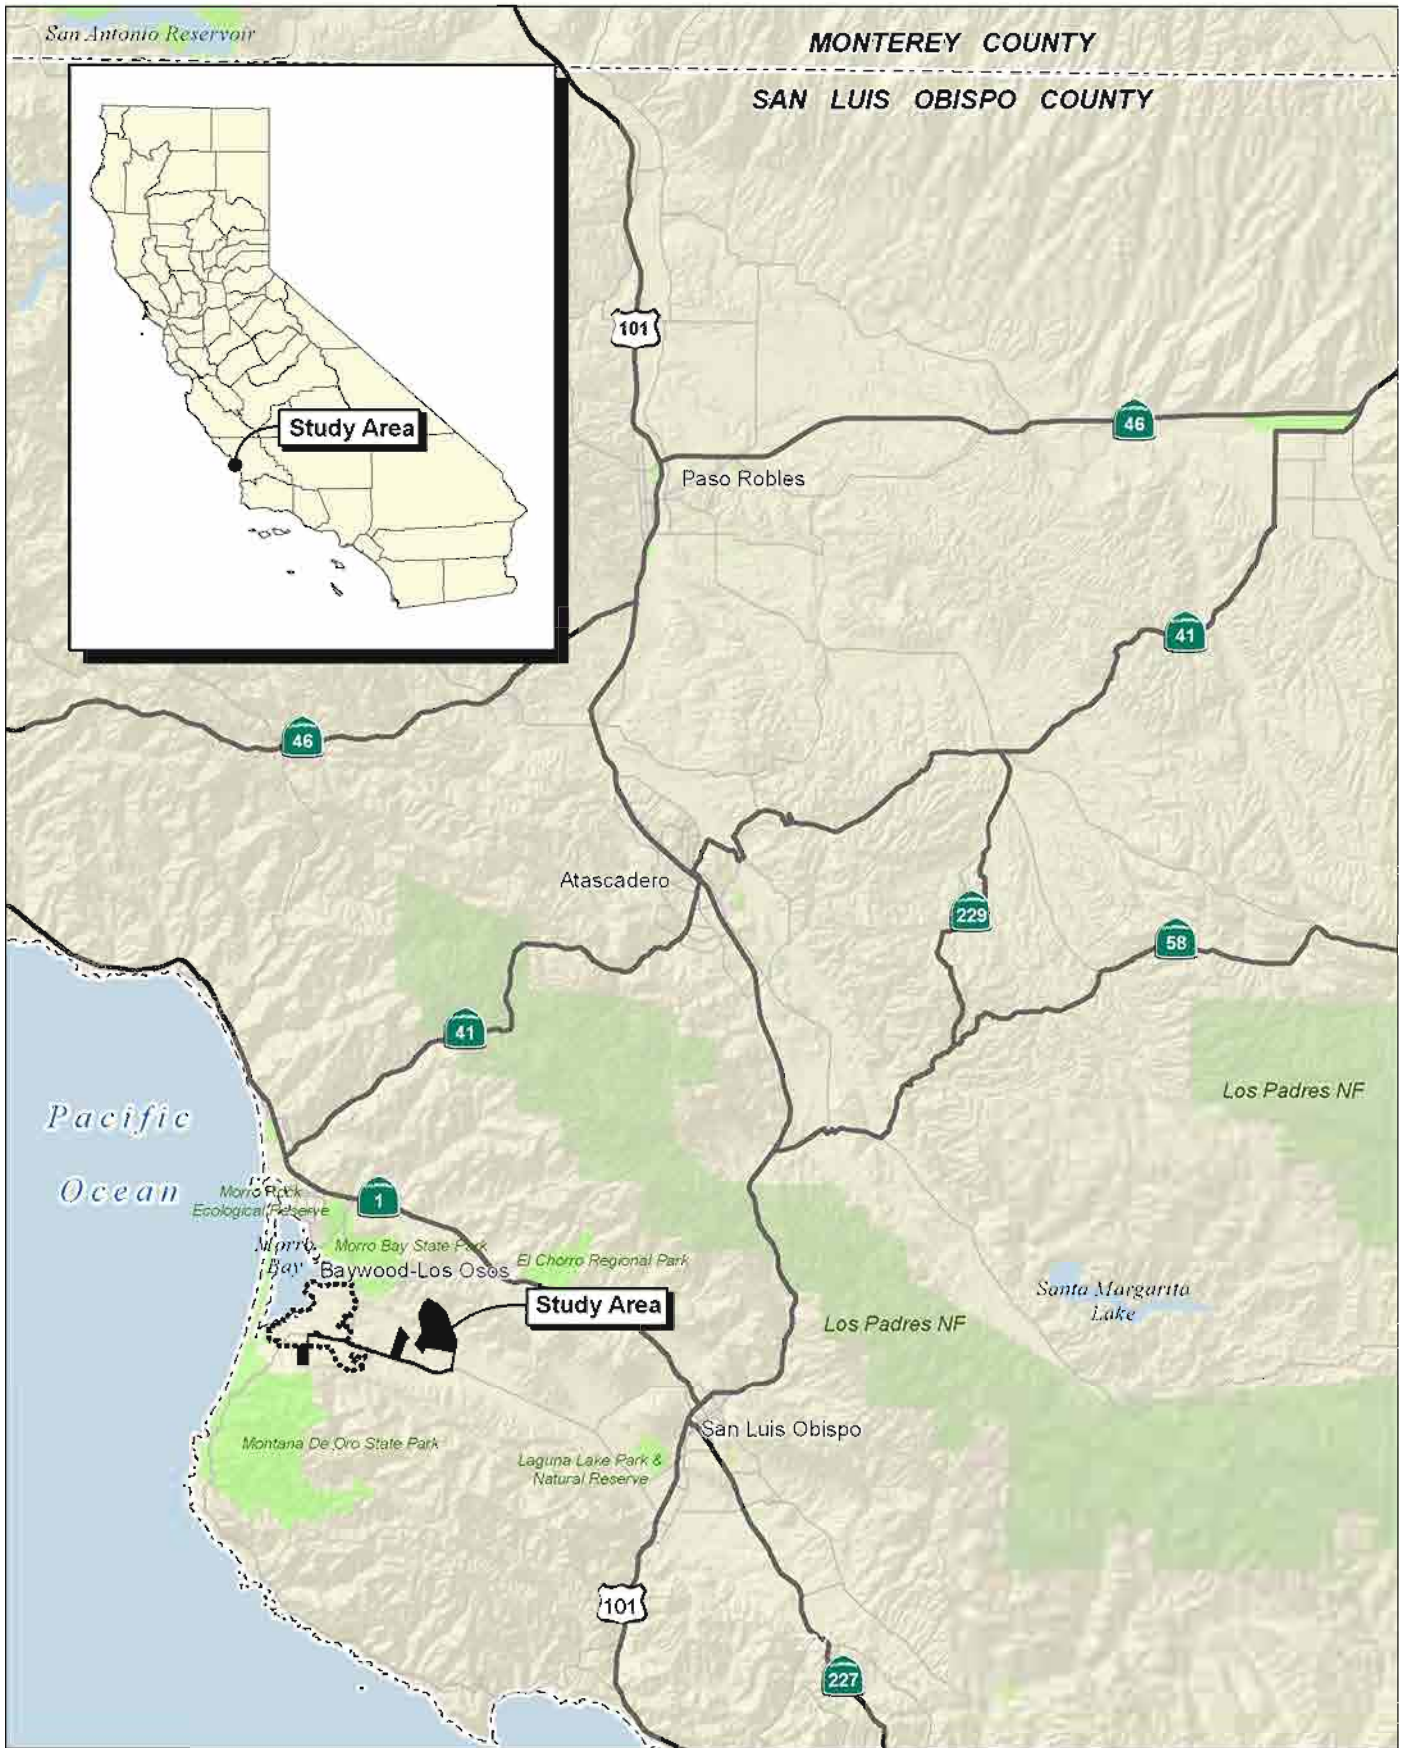 San Antonio Reservoir
MONTEREY COUNTY
SAN LUIS OBISPO COUNTY
Study Area
101
46
Paso Robles
41
46
Atascadero
229
58
41
Los Padres NF
Pacific
Ocean
Morro Rock
Ecological Reserve
1
Morro
Bay
Morro Bay State Park
El Chorro Regional Park
Baywood-Los Osos
Study Area
Santa Margarita
Lake
Los Padres NF
San Luis Obispo
Montana De Oro State Park
Laguna Lake Park &
Natural Reserve
101
227